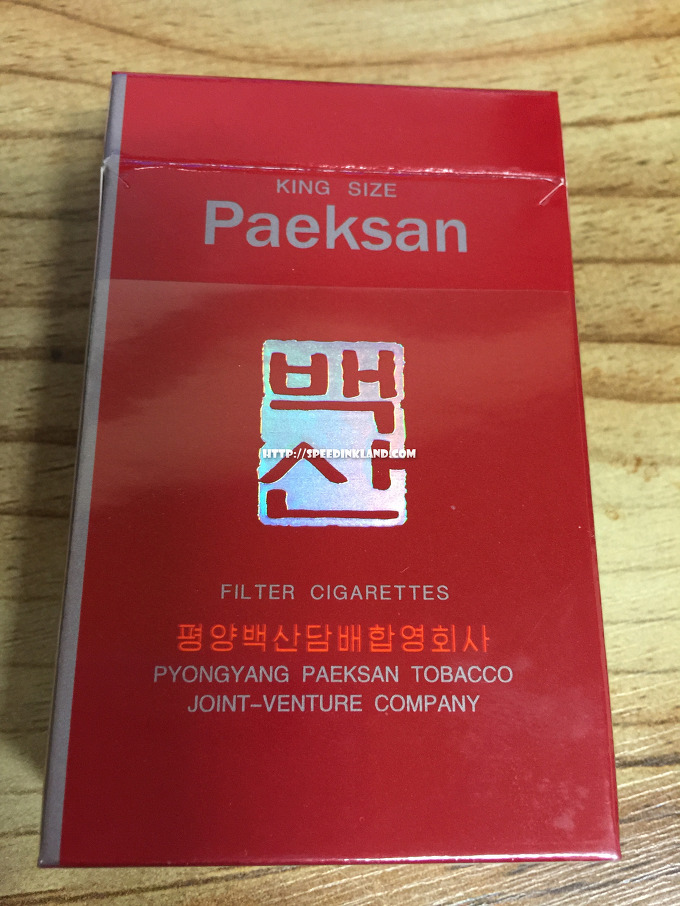 KING SIZE
Paeksan
백
산
HTTP://SPEEDINKLAND.COM
FILTER CIGARETTES
평양백산담배합영회사
PYONGYANG PAEKSAN TOBACCO
JOINT-VENTURE COMPANY